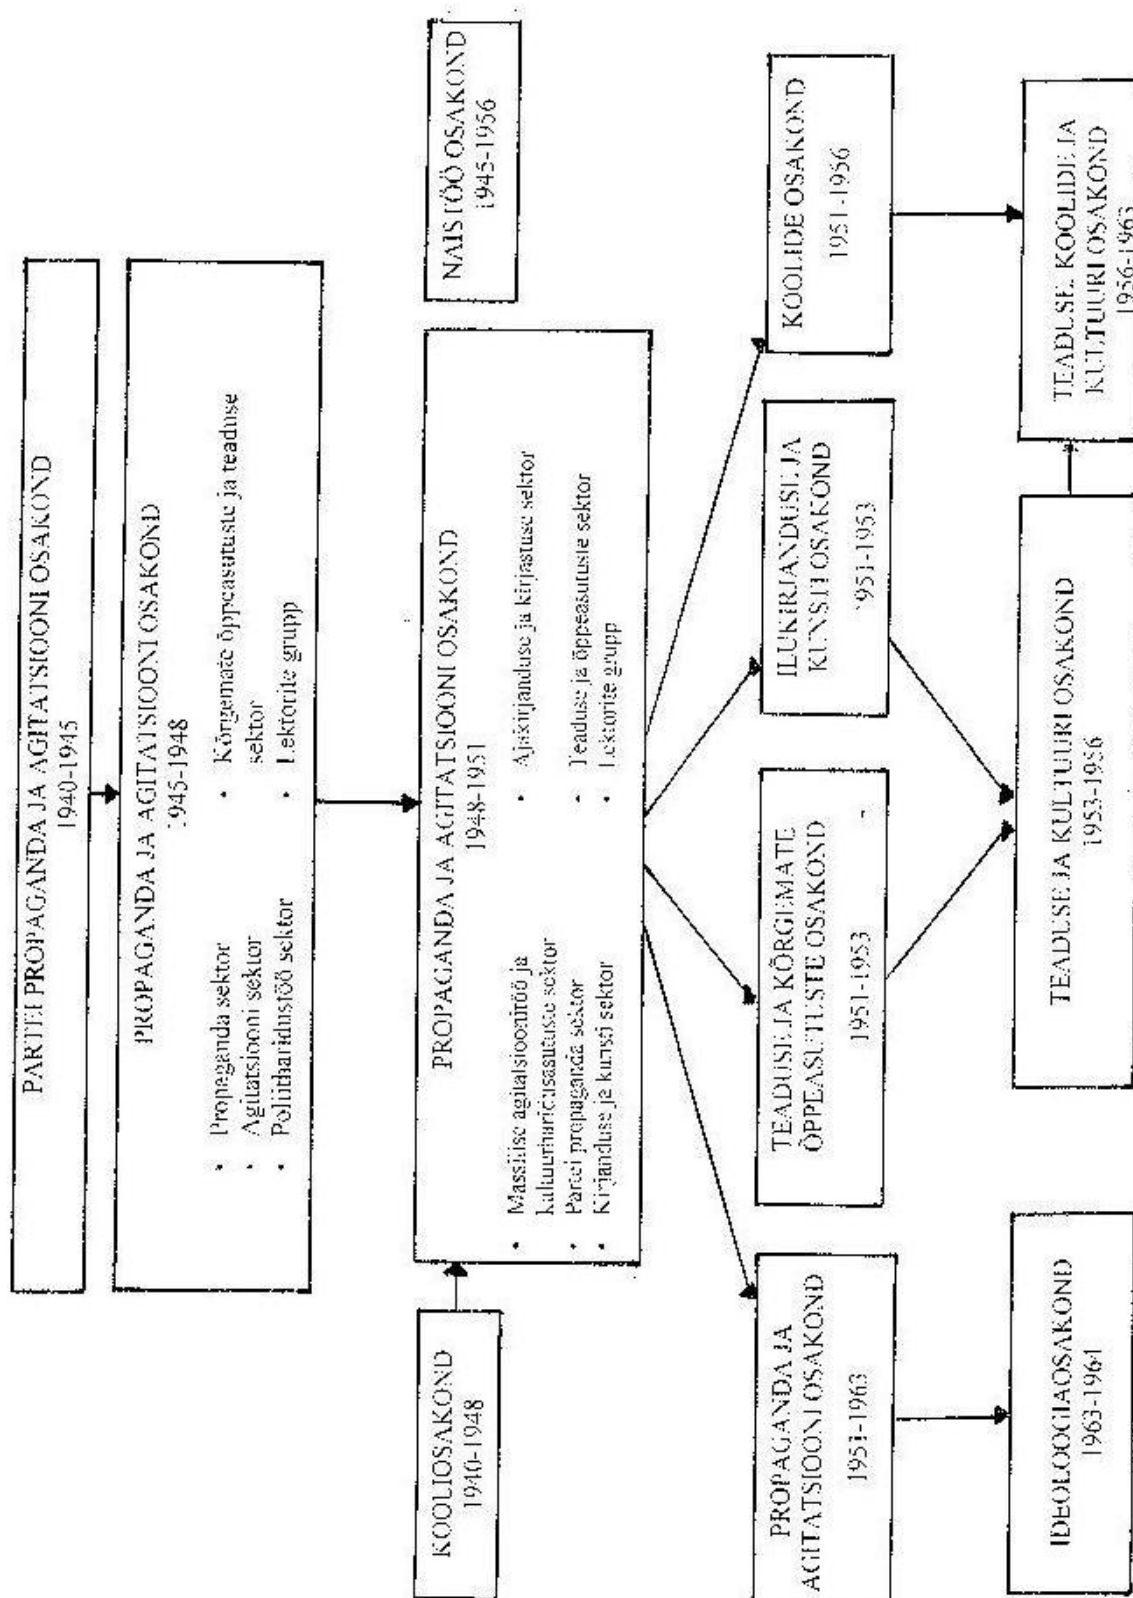 PARTEI PROPAGANDA JA AGITATSIOONI OSAKOND
1940-1945
PROPAGANDA JA AGITATSIOONI OSAKOND
1945-1948
• Propaganda sektor
• Agitatsiooni sektor
• Poliitharidustöö sektor
• Kõrgemate õppeasutuste ja teaduse
sektor
• Lektorite grupp
KOOLIOSAKOND
1940-1948
PROPAGANDA JA AGITATSIOONI OSAKOND
1948-1951
• Massilise agitatsioonitöö ja
kultuurharidusasutuste sektor
• Partei propaganda sektor
• Kirjanduse ja kunsti sektor
• Ajakirjanduse ja kirjastuse sektor
• Teaduse ja õppeasutuste sektor
• Lektorite grupp
NAISTÖÖ OSAKOND
1945-1956
PROPAGANDA JA
AGITATSIOONI OSAKOND
1951-1963
TEADUSE JA KÕRGEMATE
ÕPPEASUTUSTE OSAKOND
1951-1953
ILUKIRJANDUSE JA
KUNSTI OSAKOND
1951-1953
KOOLIDE OSAKOND
1951-1956
IDEOLOOGIAOSAKOND
1963-1964
TEADUSE JA KULTUURI OSAKOND
1953-1956
TEADUSE, KOOLIDE JA
KULTUURI OSAKOND
1956-1963